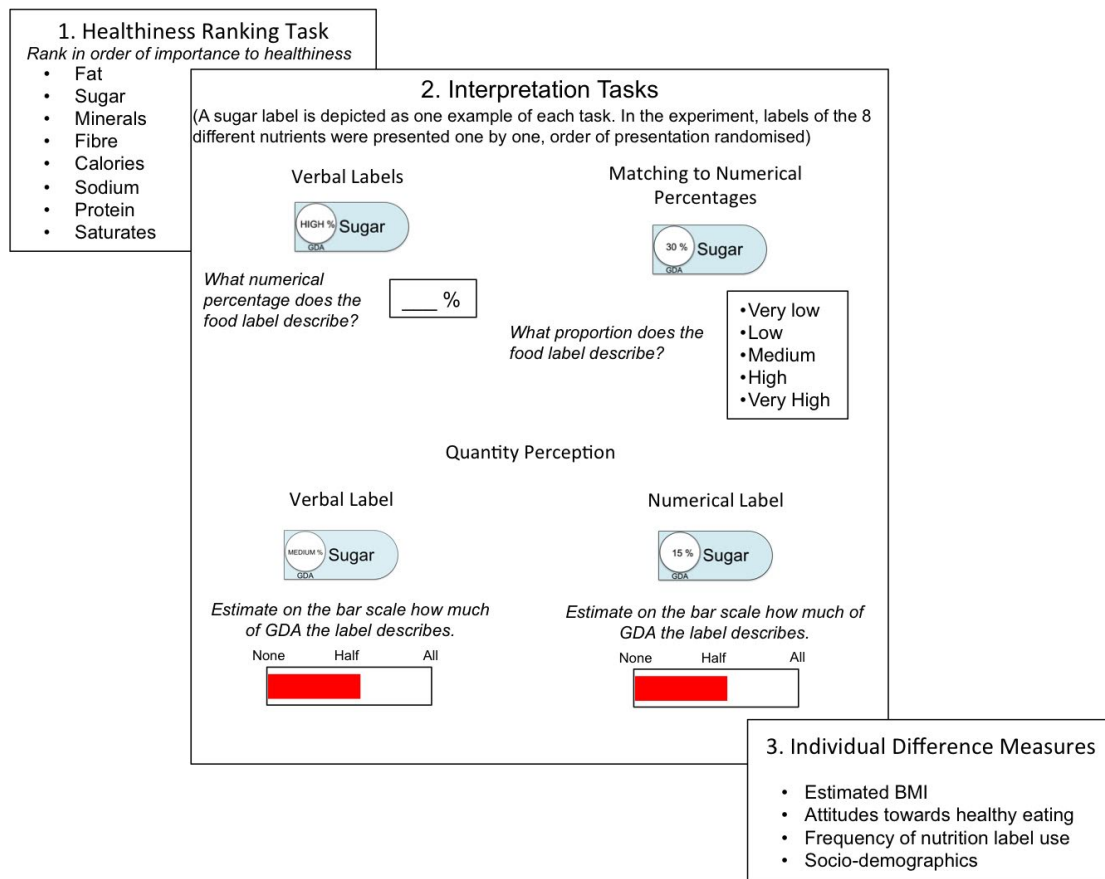 1. Healthiness Ranking Task
Rank in order of importance to healthiness
• Fat
• Sugar
• Minerals
• Fibre
• Calories
• Sodium
• Protein
• Saturates
2. Interpretation Tasks
(A sugar label is depicted as one example of each task. In the experiment, labels of the 8
different nutrients were presented one by one, order of presentation randomised)
Verbal Labels
HIGH % Sugar
GDA
What numerical
percentage does the
food label describe?
___ %
Matching to Numerical
Percentages
30 % Sugar
GDA
What proportion does the
food label describe?
•Very low
•Low
•Medium
•High
•Very High
Quantity Perception
Verbal Label
MEDIUM % Sugar
GDA
Estimate on the bar scale how much
of GDA the label describes.
None Half All
Numerical Label
15 % Sugar
GDA
Estimate on the bar scale how much of
GDA the label describes.
None Half All
3. Individual Difference Measures
• Estimated BMI
• Attitudes towards healthy eating
• Frequency of nutrition label use
• Socio-demographics